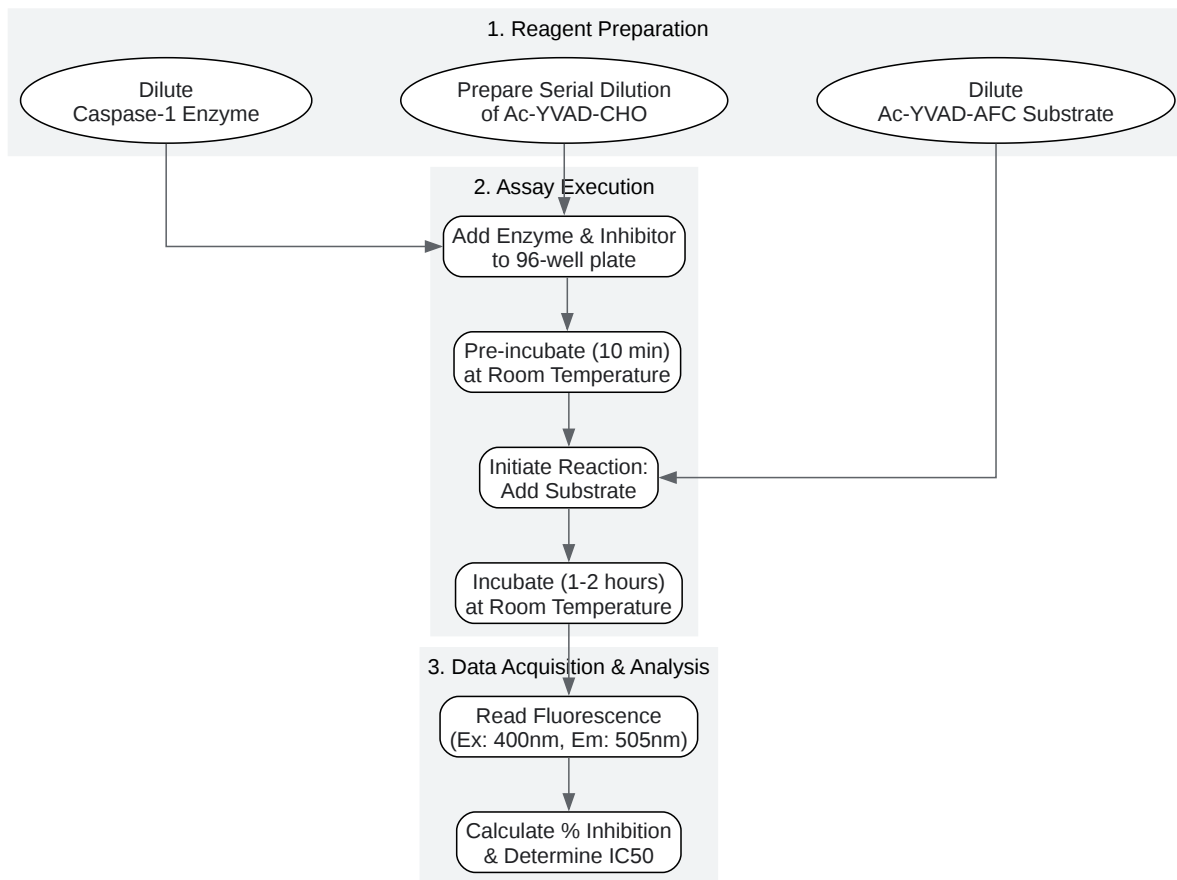 1. Reagent Preparation
Dilute
Caspase-1 Enzyme
Prepare Serial Dilution
of Ac-YVAD-CHO
Dilute
Ac-YVAD-AFC Substrate
2. Assay Execution
Add Enzyme & Inhibitor
to 96-well plate
Pre-incubate (10 min)
at Room Temperature
Initiate Reaction:
Add Substrate
Incubate (1-2 hours)
at Room Temperature
3. Data Acquisition & Analysis
Read Fluorescence
(Ex: 400nm, Em: 505nm)
Calculate % Inhibition
& Determine IC50